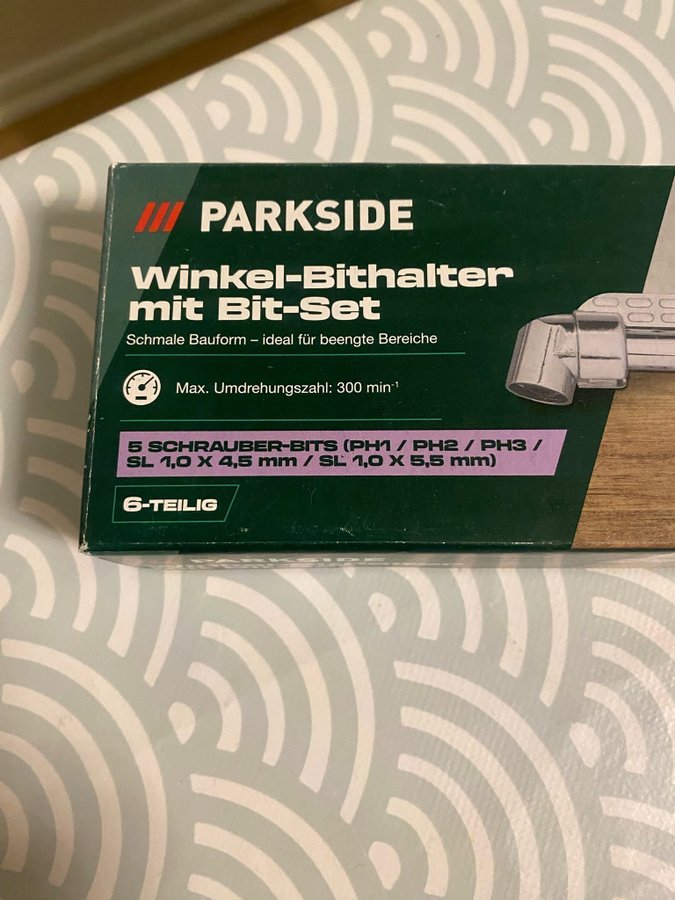 PARKSIDE
Winkel-Bithalter
mit Bit-Set
Schmale Bauform – ideal für beengte Bereiche
Max. Umdrehungszahl: 300 min⁻¹
5 SCHRAUBER-BITS (PH1 / PH2 / PH3 /
SL 1,0 X 4,5 mm / SL 1,0 X 5,5 mm)
6-TEILIG
PARKSIDE